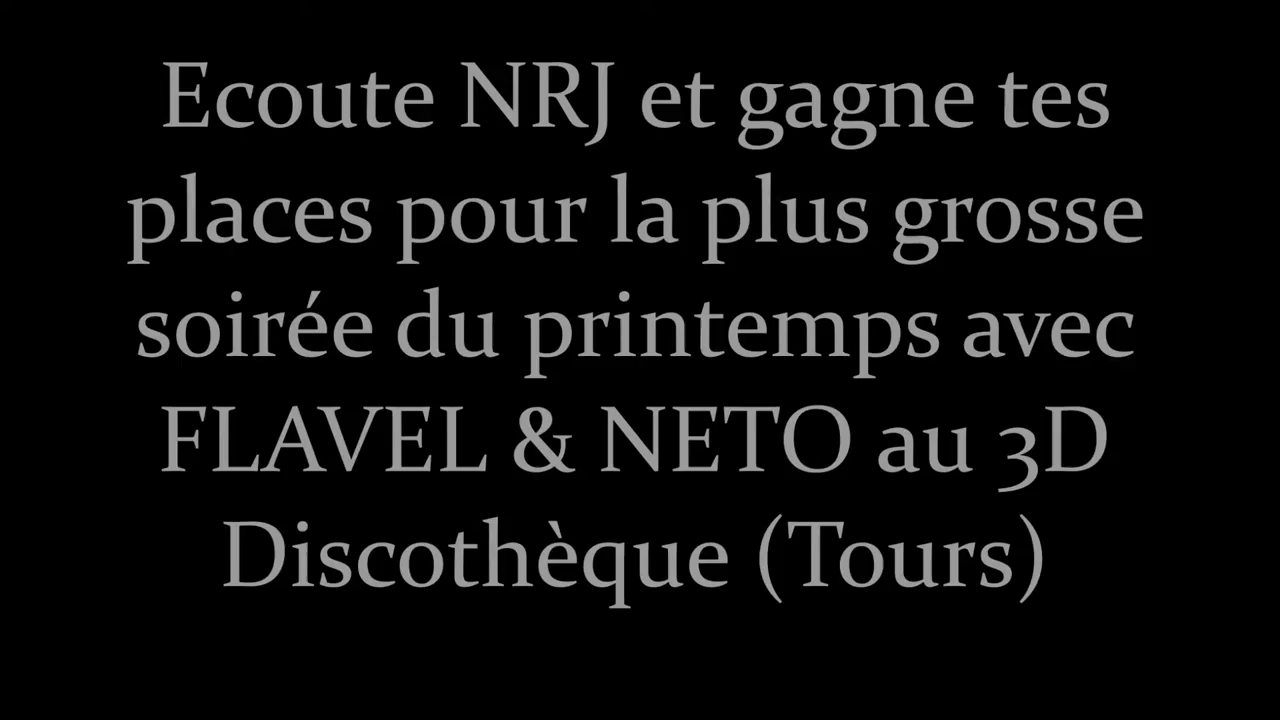 Ecoute NRJ et gagne tes
places pour la plus grosse
soirée du printemps avec
FLAVEL & NETO au 3D
Discothèque (Tours)